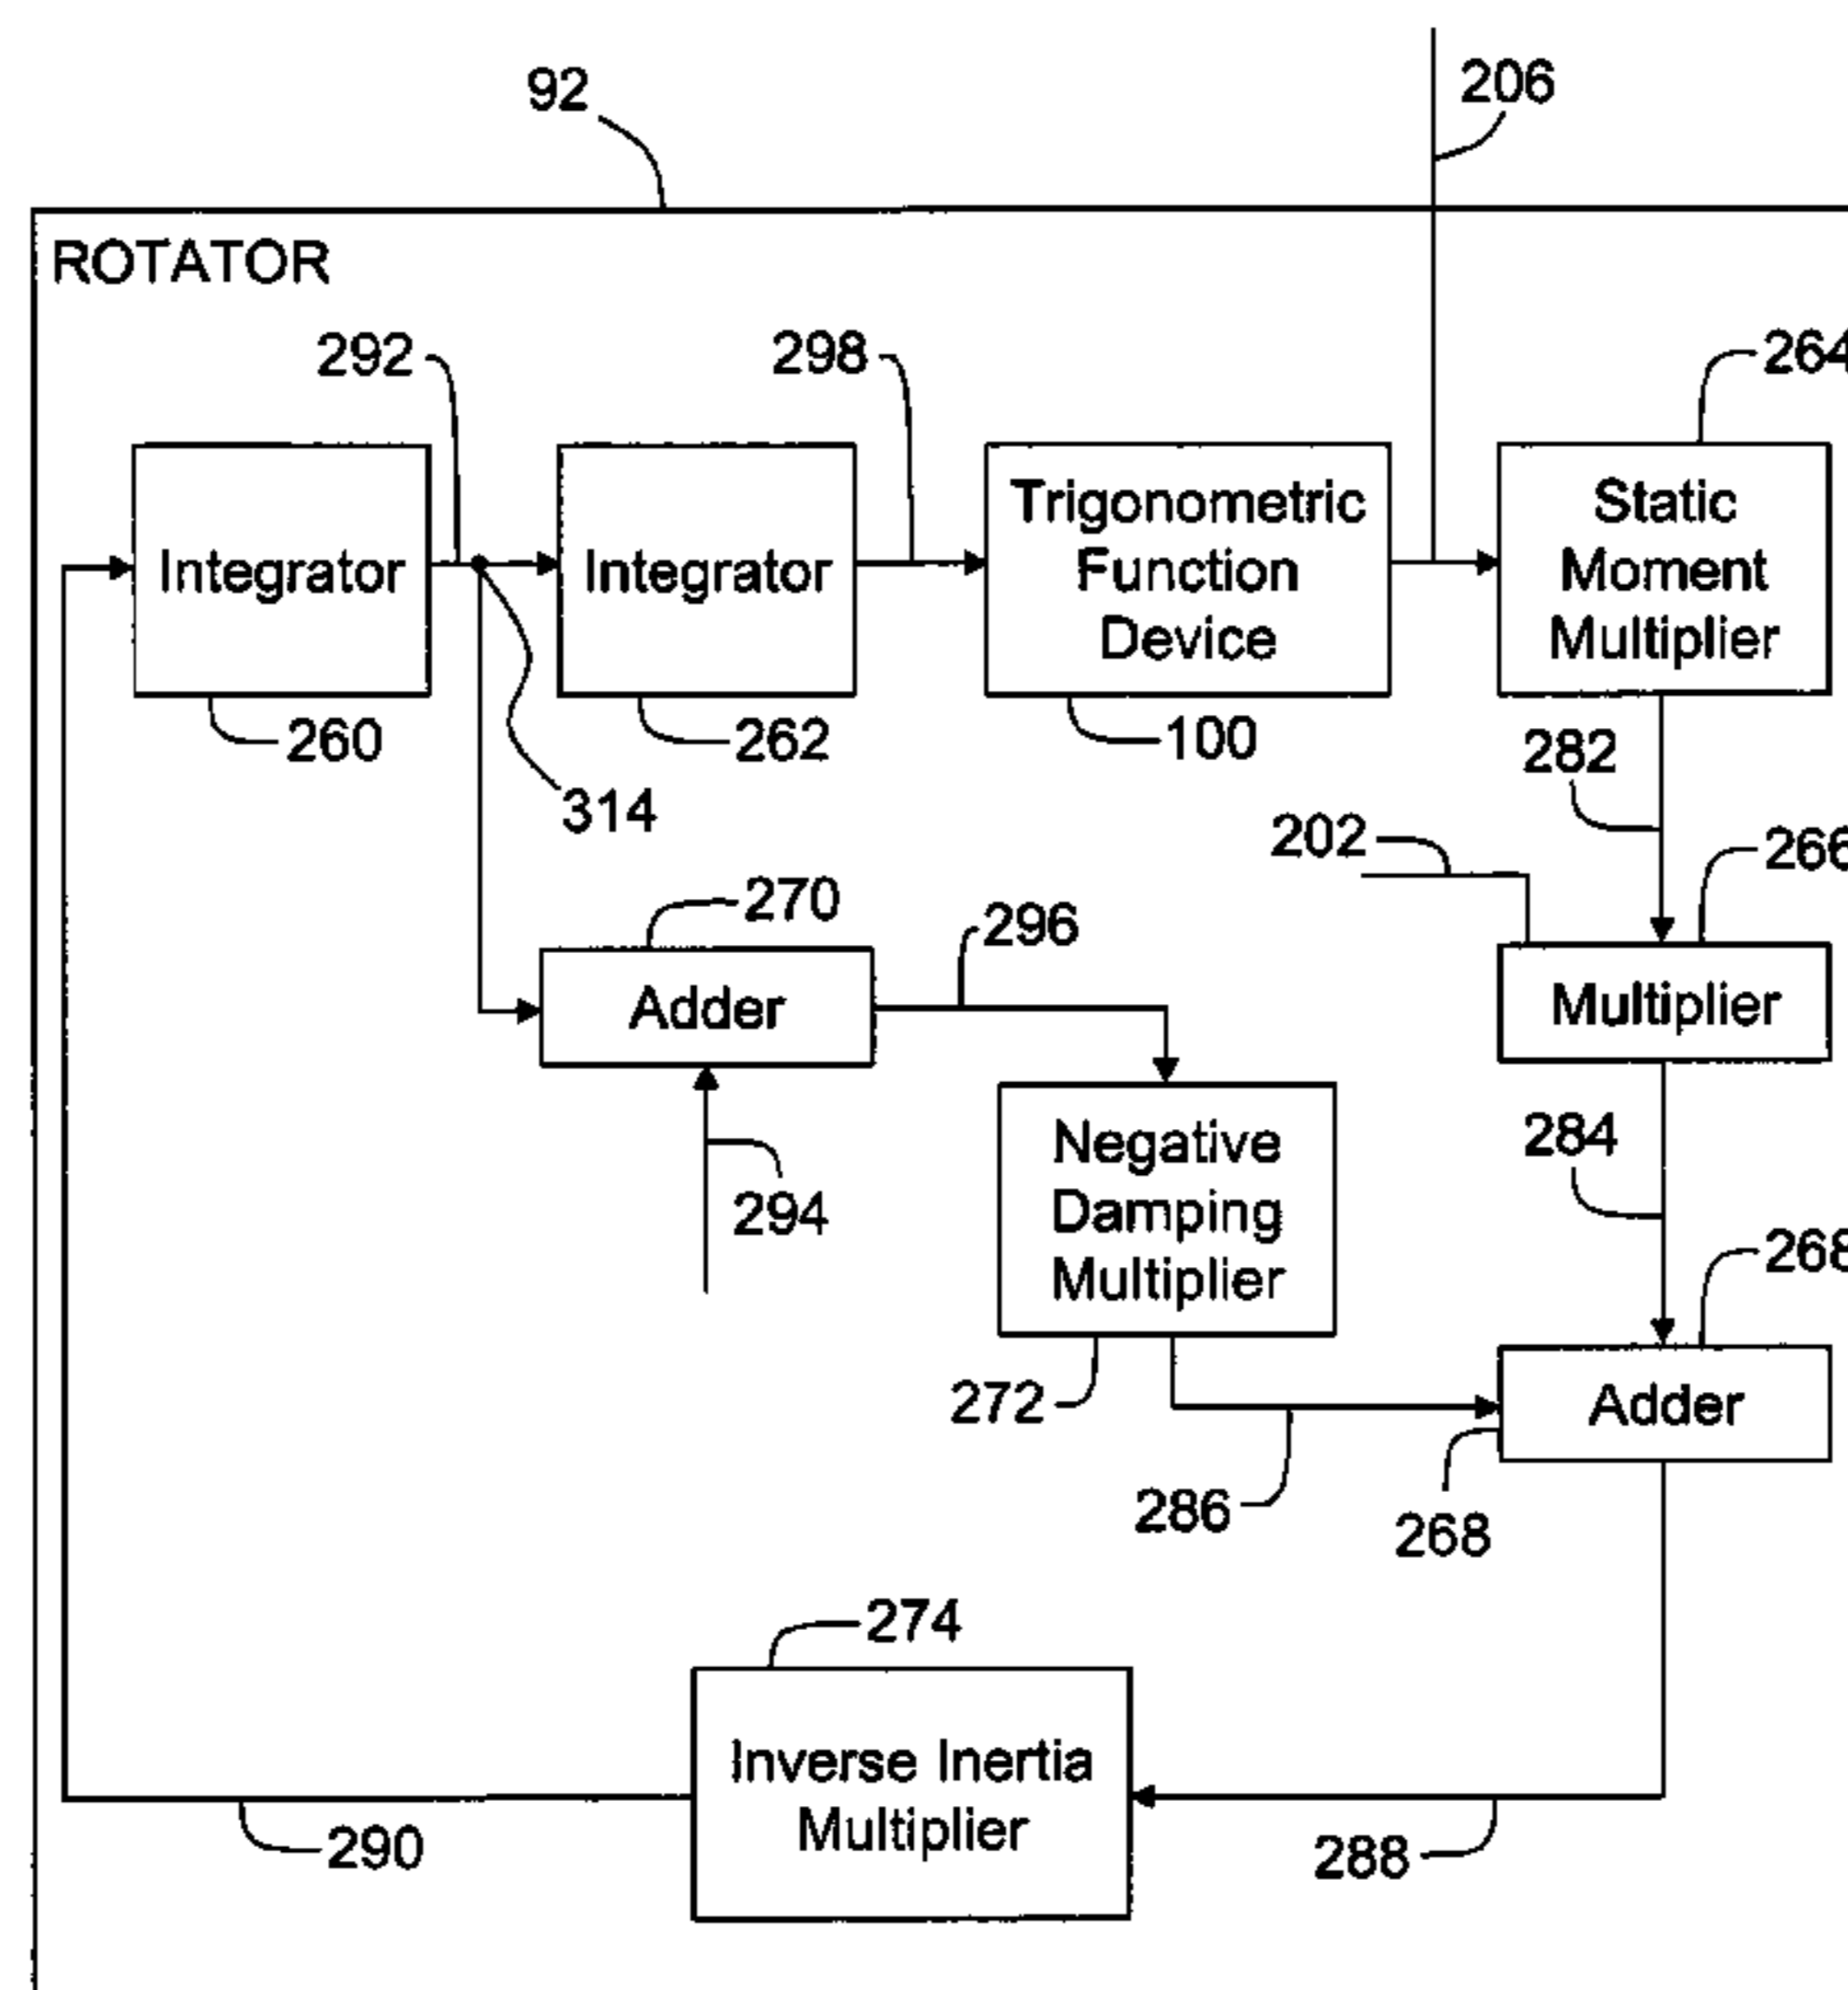 92
206
ROTATOR
292
298
264
Integrator
Integrator
Trigonometric
Function
Device
Static
Moment
Multiplier
260
262
100
282
314
202
266
270
296
Adder
Multiplier
294
Negative
Damping
Multiplier
284
268
272
Adder
286
268
274
Inverse Inertia
Multiplier
290
288